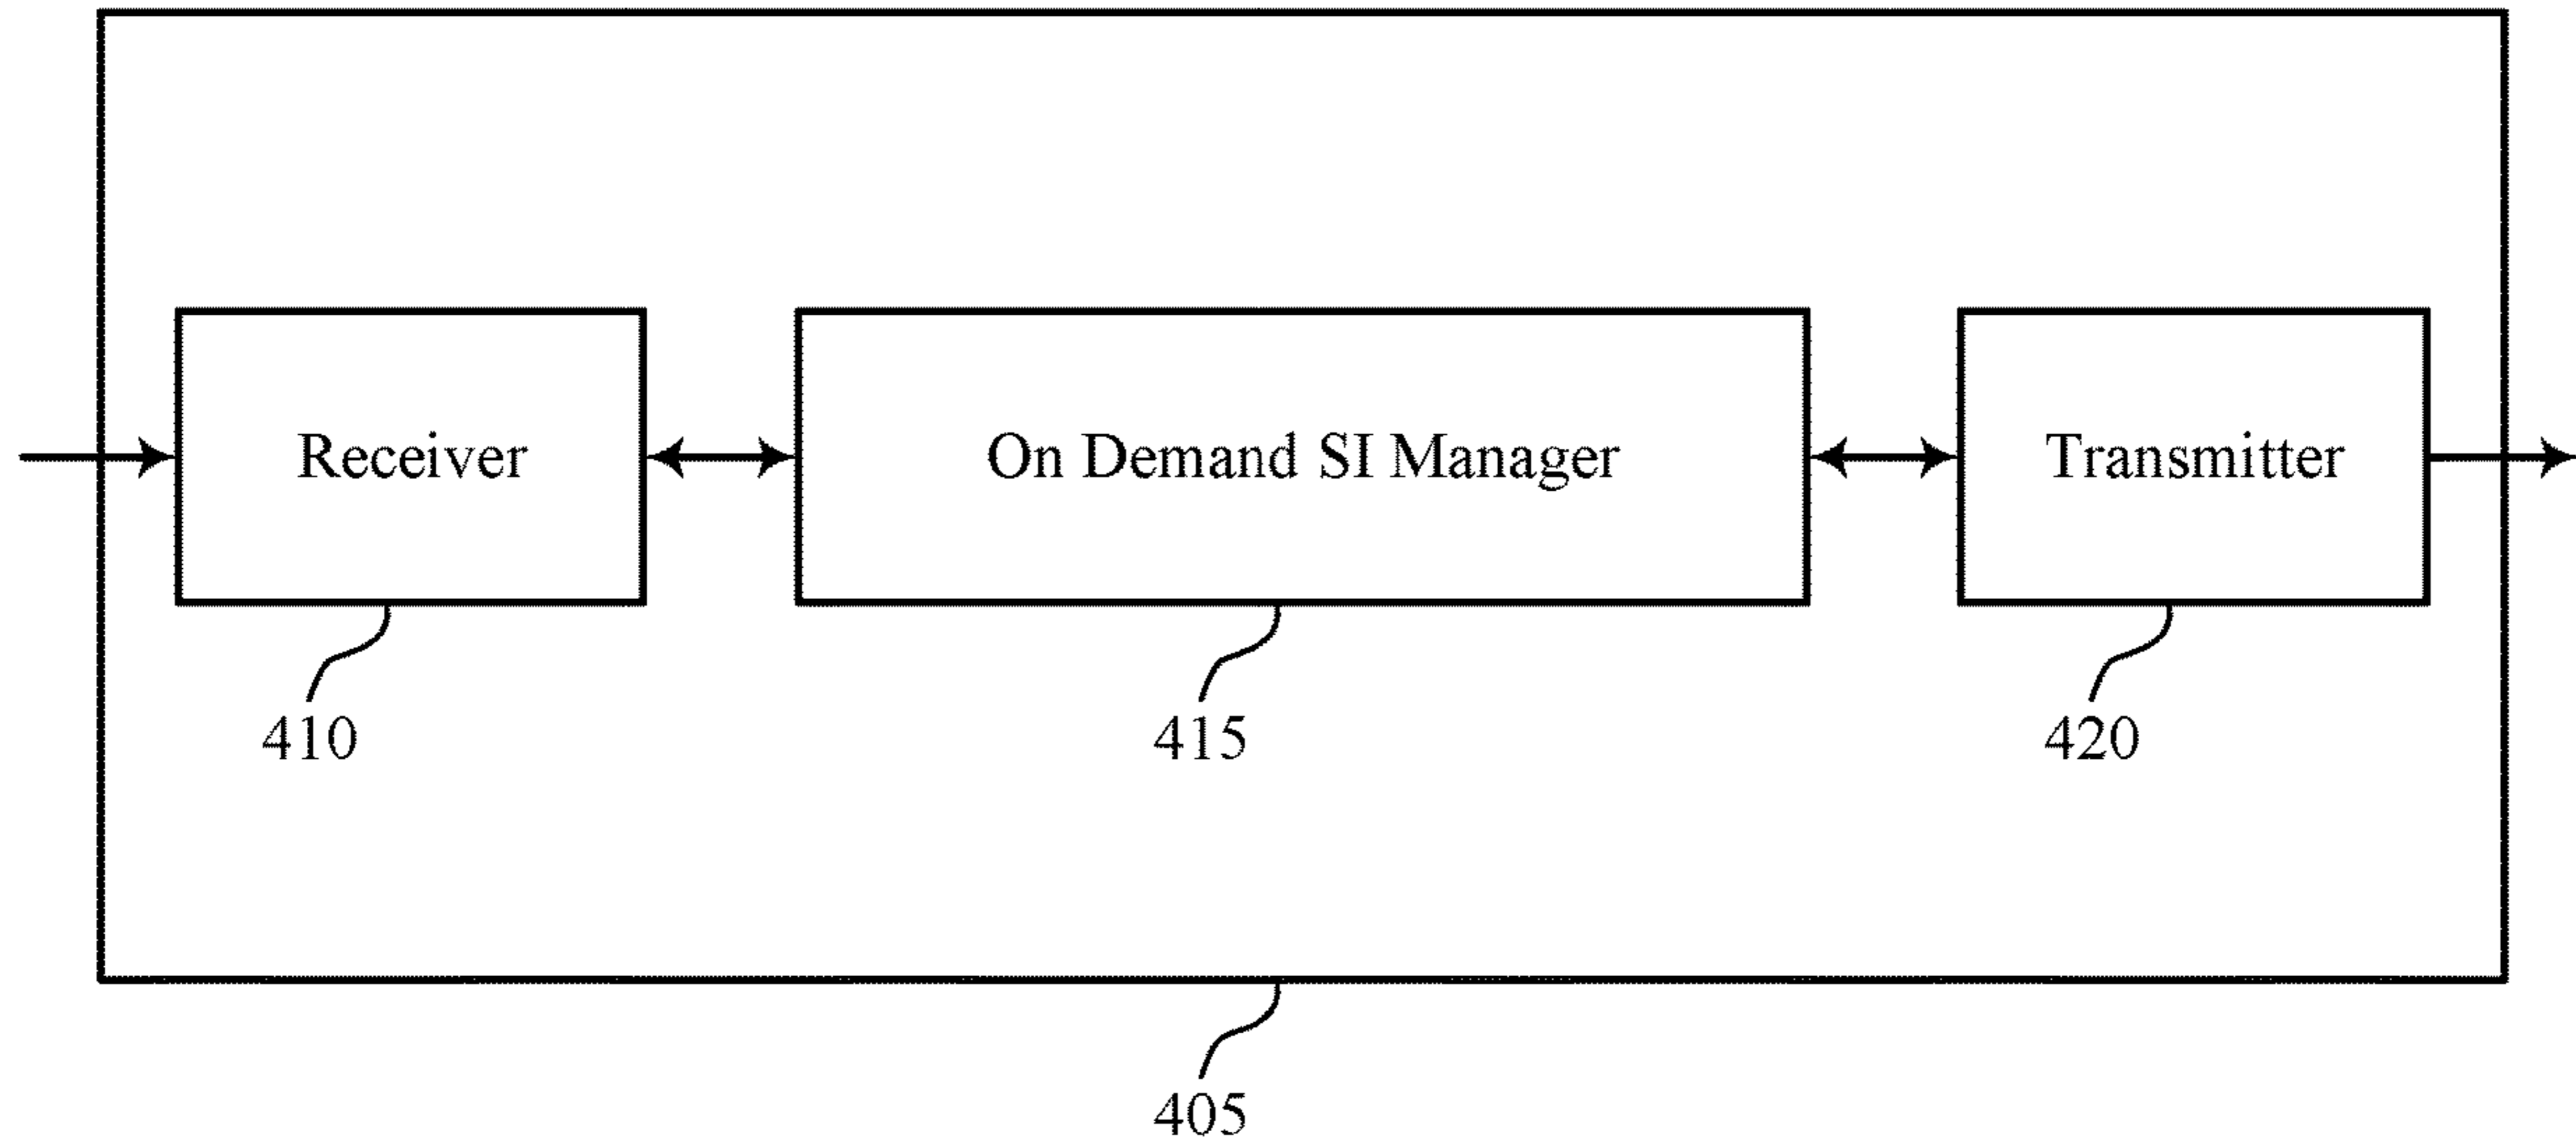 Receiver
On Demand SI Manager
Transmitter
410
415
420
405